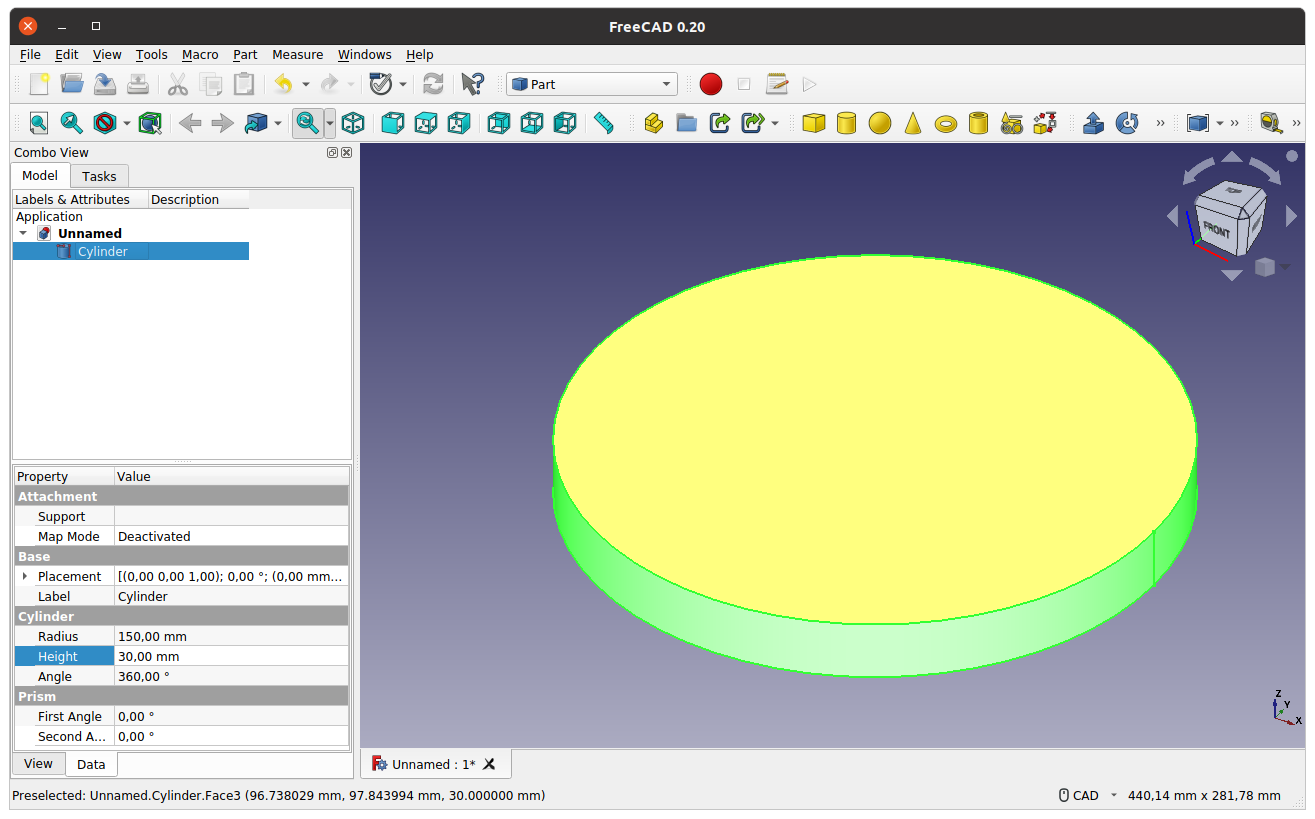 FreeCAD 0.20
File Edit View Tools Macro Part Measure Windows Help
Part
Combo View
Model Tasks
Labels & Attributes Description
Application
Unnamed
Cylinder
Property Value
Attachment
Support
Map Mode Deactivated
Base
Placement [(0,00 0,00 1,00); 0,00 °; (0,00 mm...
Label Cylinder
Cylinder
Radius 150,00 mm
Height 30,00 mm
Angle 360,00 °
Prism
First Angle 0,00 °
Second A... 0,00 °
View Data
FRONT
Z
Y
X
Unnamed : 1*
Preselected: Unnamed.Cylinder.Face3 (96.738029 mm, 97.843994 mm, 30.000000 mm)
CAD 440,14 mm x 281,78 mm